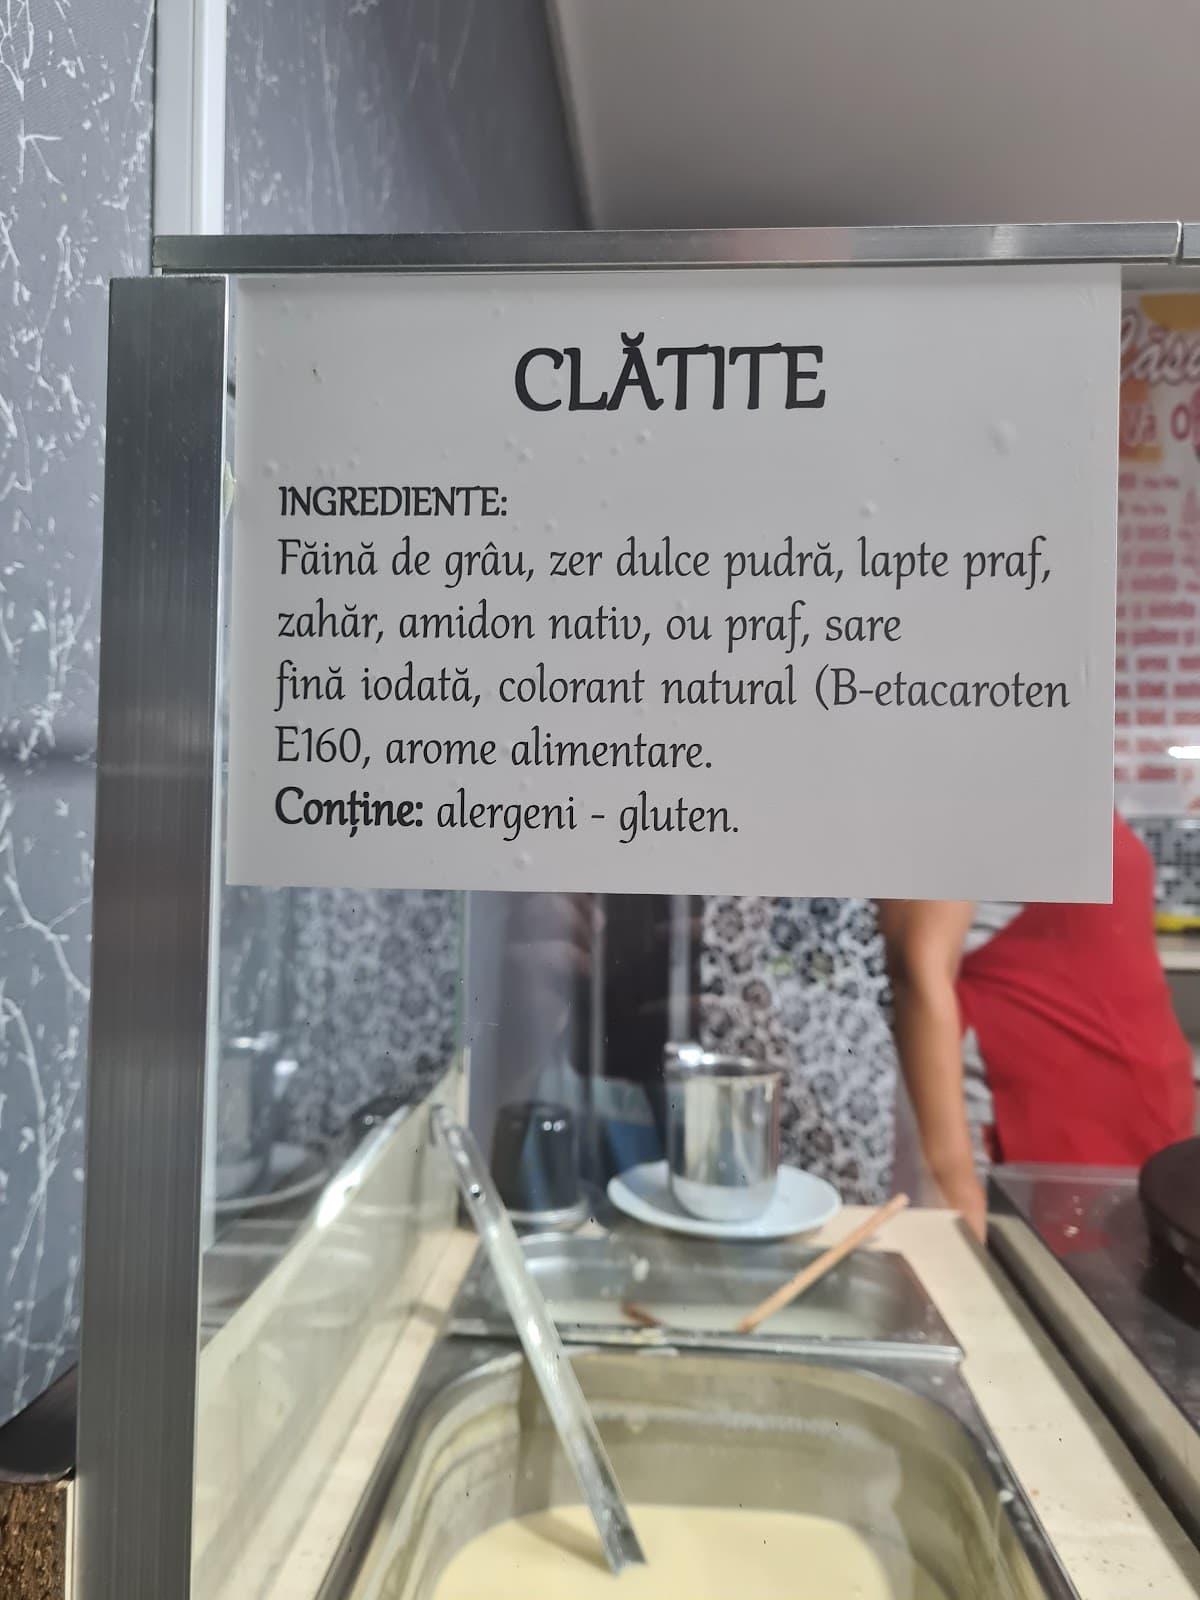 CLĂTITE
INGREDIENTE:
Făină de grâu, zer dulce pudră, lapte praf,
zahăr, amidon nativ, ou praf, sare
fină iodată, colorant natural (B-etacaroten
E160, arome alimentare.
Conține: alergeni - gluten.